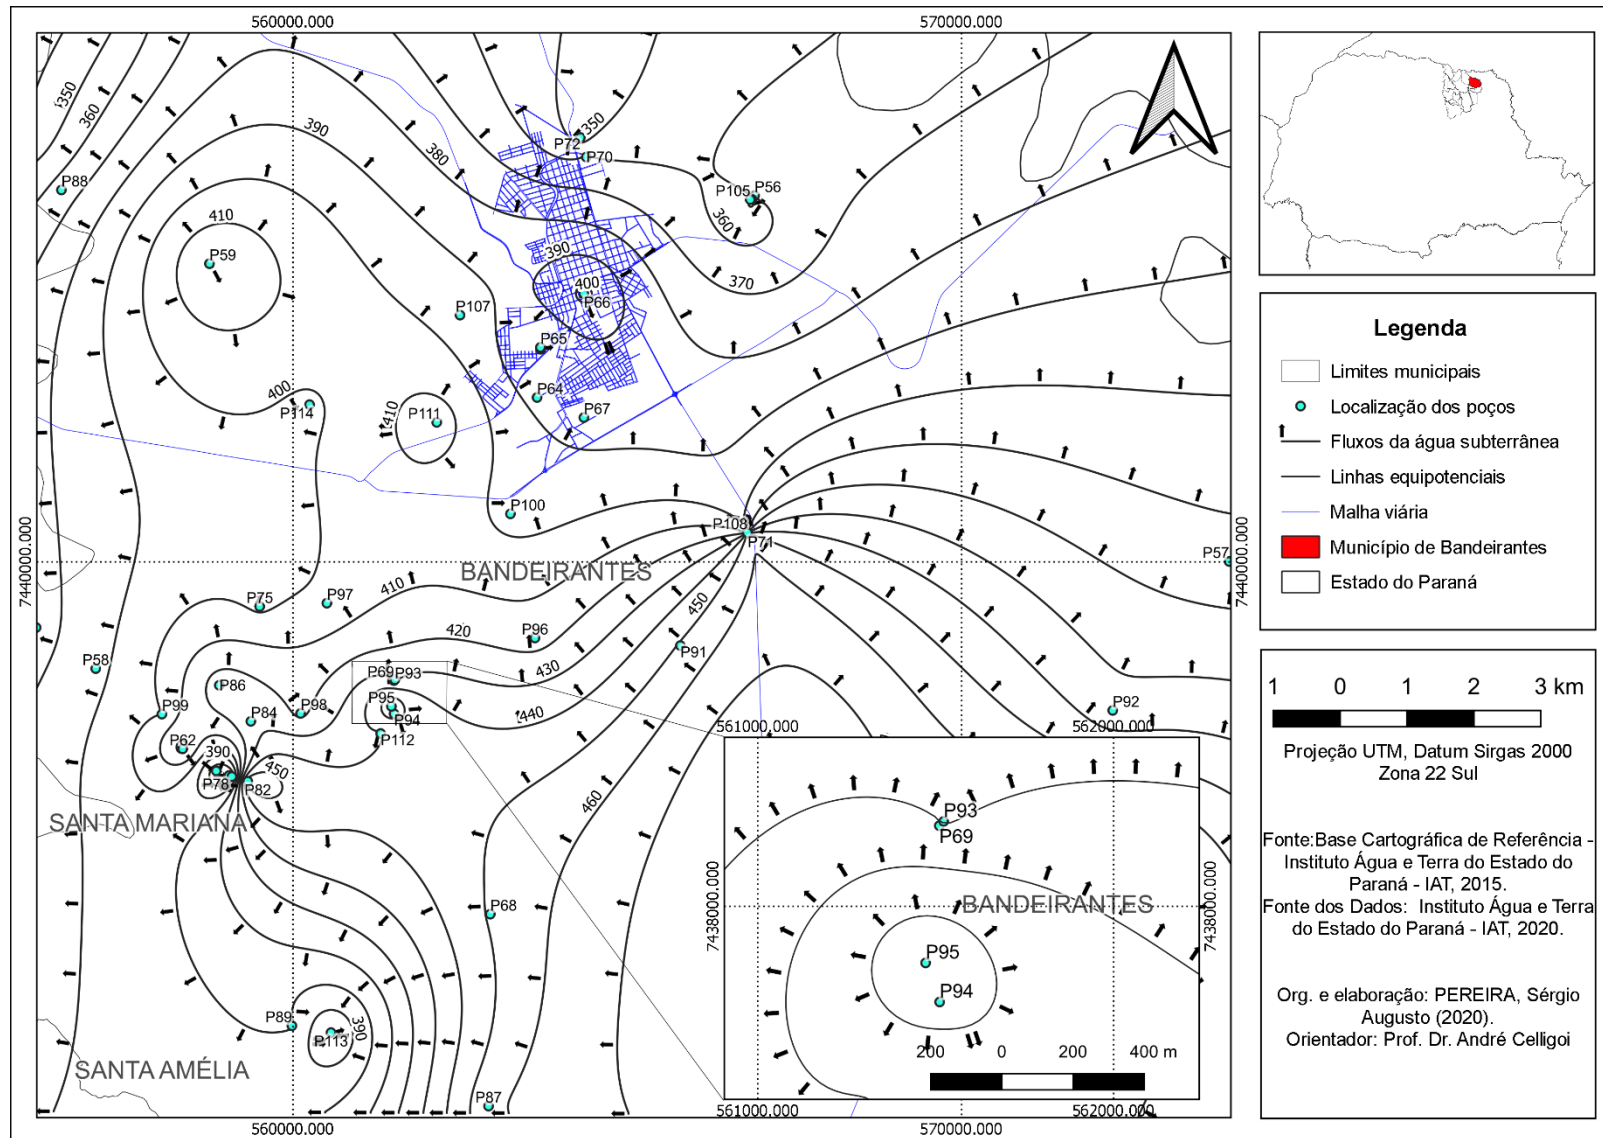 560000.000
570000.000
350
360
390
380
350
P72
P70
P88
P105
P56
360
410
P59
390
370
400
P66
P107
P65
400
P114
P111
410
P64
P67
P100
P108
P71
7440000.000
7440000.000
P57
BANDEIRANTES
410
P75
P97
450
420
P96
P91
P58
430
P69
P93
P86
P95
440
P99
P84
P98
P94
P92
P112
P62
390
450
P78
P82
460
SANTA MARIANA
P68
P89
390
P113
SANTA AMÉLIA
P87
560000.000
570000.000
561000.000
562000.000
P93
P69
7438000.000
7438000.000
BANDEIRANTES
P95
P94
200
0
200
400 m
561000.000
562000.000
Legenda
Limites municipais
Localização dos poços
Fluxos da água subterrânea
Linhas equipotenciais
Malha viária
Município de Bandeirantes
Estado do Paraná
1 0 1 2 3 km
Projeção UTM, Datum Sirgas 2000
Zona 22 Sul
Fonte:Base Cartográfica de Referência -
Instituto Água e Terra do Estado do
Paraná - IAT, 2015.
Fonte dos Dados: Instituto Água e Terra
do Estado do Paraná - IAT, 2020.
Org. e elaboração: PEREIRA, Sérgio
Augusto (2020).
Orientador: Prof. Dr. André Celligoi